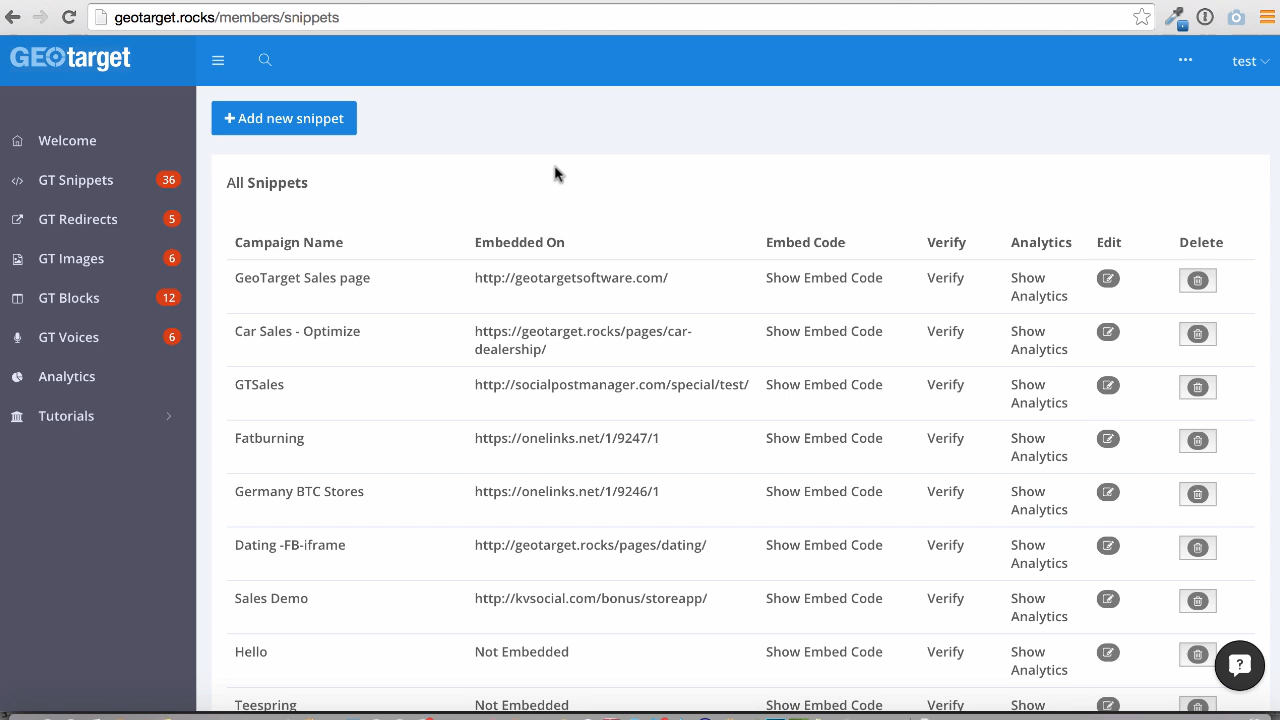 geotarget.rocks/members/snippets
GEOtarget
test
Welcome
GT Snippets 36
GT Redirects 5
GT Images 6
GT Blocks 12
GT Voices 6
Analytics
Tutorials
+ Add new snippet
All Snippets
Campaign Name Embedded On Embed Code Verify Analytics Edit Delete
GeoTarget Sales page http://geotargetsoftware.com/ Show Embed Code Verify Show
Analytics
Car Sales - Optimize https://geotarget.rocks/pages/car- Show Embed Code Verify Show
dealership/ Analytics
GTSales http://socialpostmanager.com/special/test/ Show Embed Code Verify Show
Analytics
Fatburning https://onelinks.net/1/9247/1 Show Embed Code Verify Show
Analytics
Germany BTC Stores https://onelinks.net/1/9246/1 Show Embed Code Verify Show
Analytics
Dating -FB-iframe http://geotarget.rocks/pages/dating/ Show Embed Code Verify Show
Analytics
Sales Demo http://kvsocial.com/bonus/storeapp/ Show Embed Code Verify Show
Analytics
Hello Not Embedded Show Embed Code Verify Show
Analytics
Teespring Not Embedded Show Embed Code Verify Show